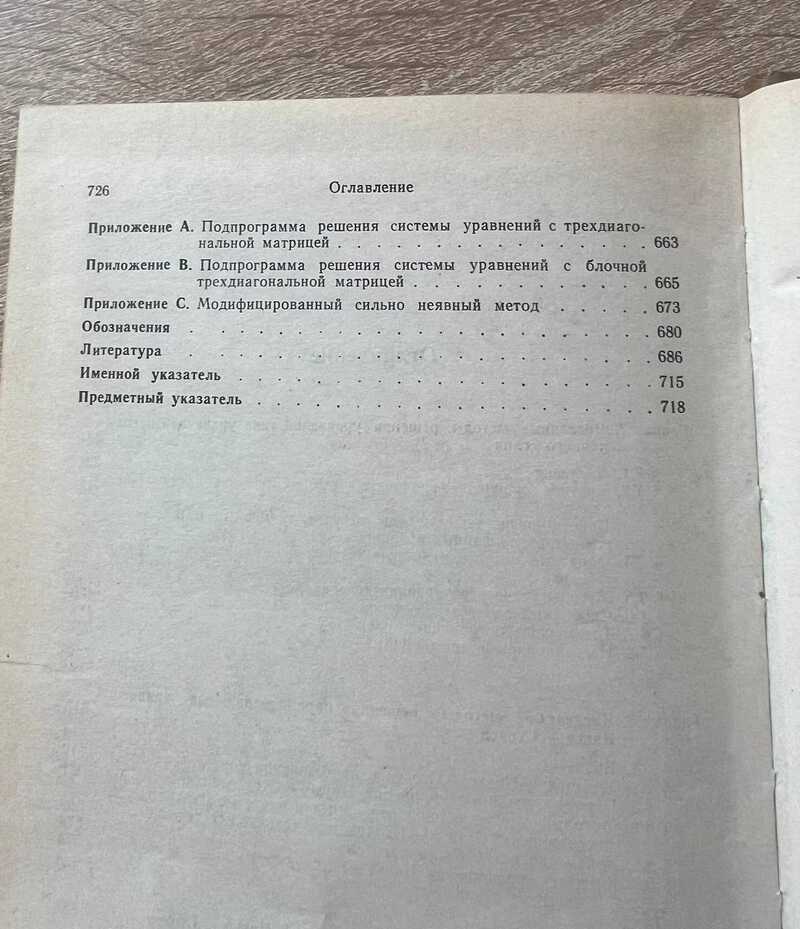 726 Оглавление
Приложение А. Подпрограмма решения системы уравнений с трехдиаго-
нальной матрицей . . . . . . . . . . . . . . . 663
Приложение В. Подпрограмма решения системы уравнений с блочной
трехдиагональной матрицей . . . . . . . . . . . . 665
Приложение С. Модифицированный сильно неявный метод . . . . . 673
Обозначения . . . . . . . . . . . . . . . . . . . . . 680
Литература . . . . . . . . . . . . . . . . . . . . . 686
Именной указатель . . . . . . . . . . . . . . . . . . . 715
Предметный указатель . . . . . . . . . . . . . . . . . . 718